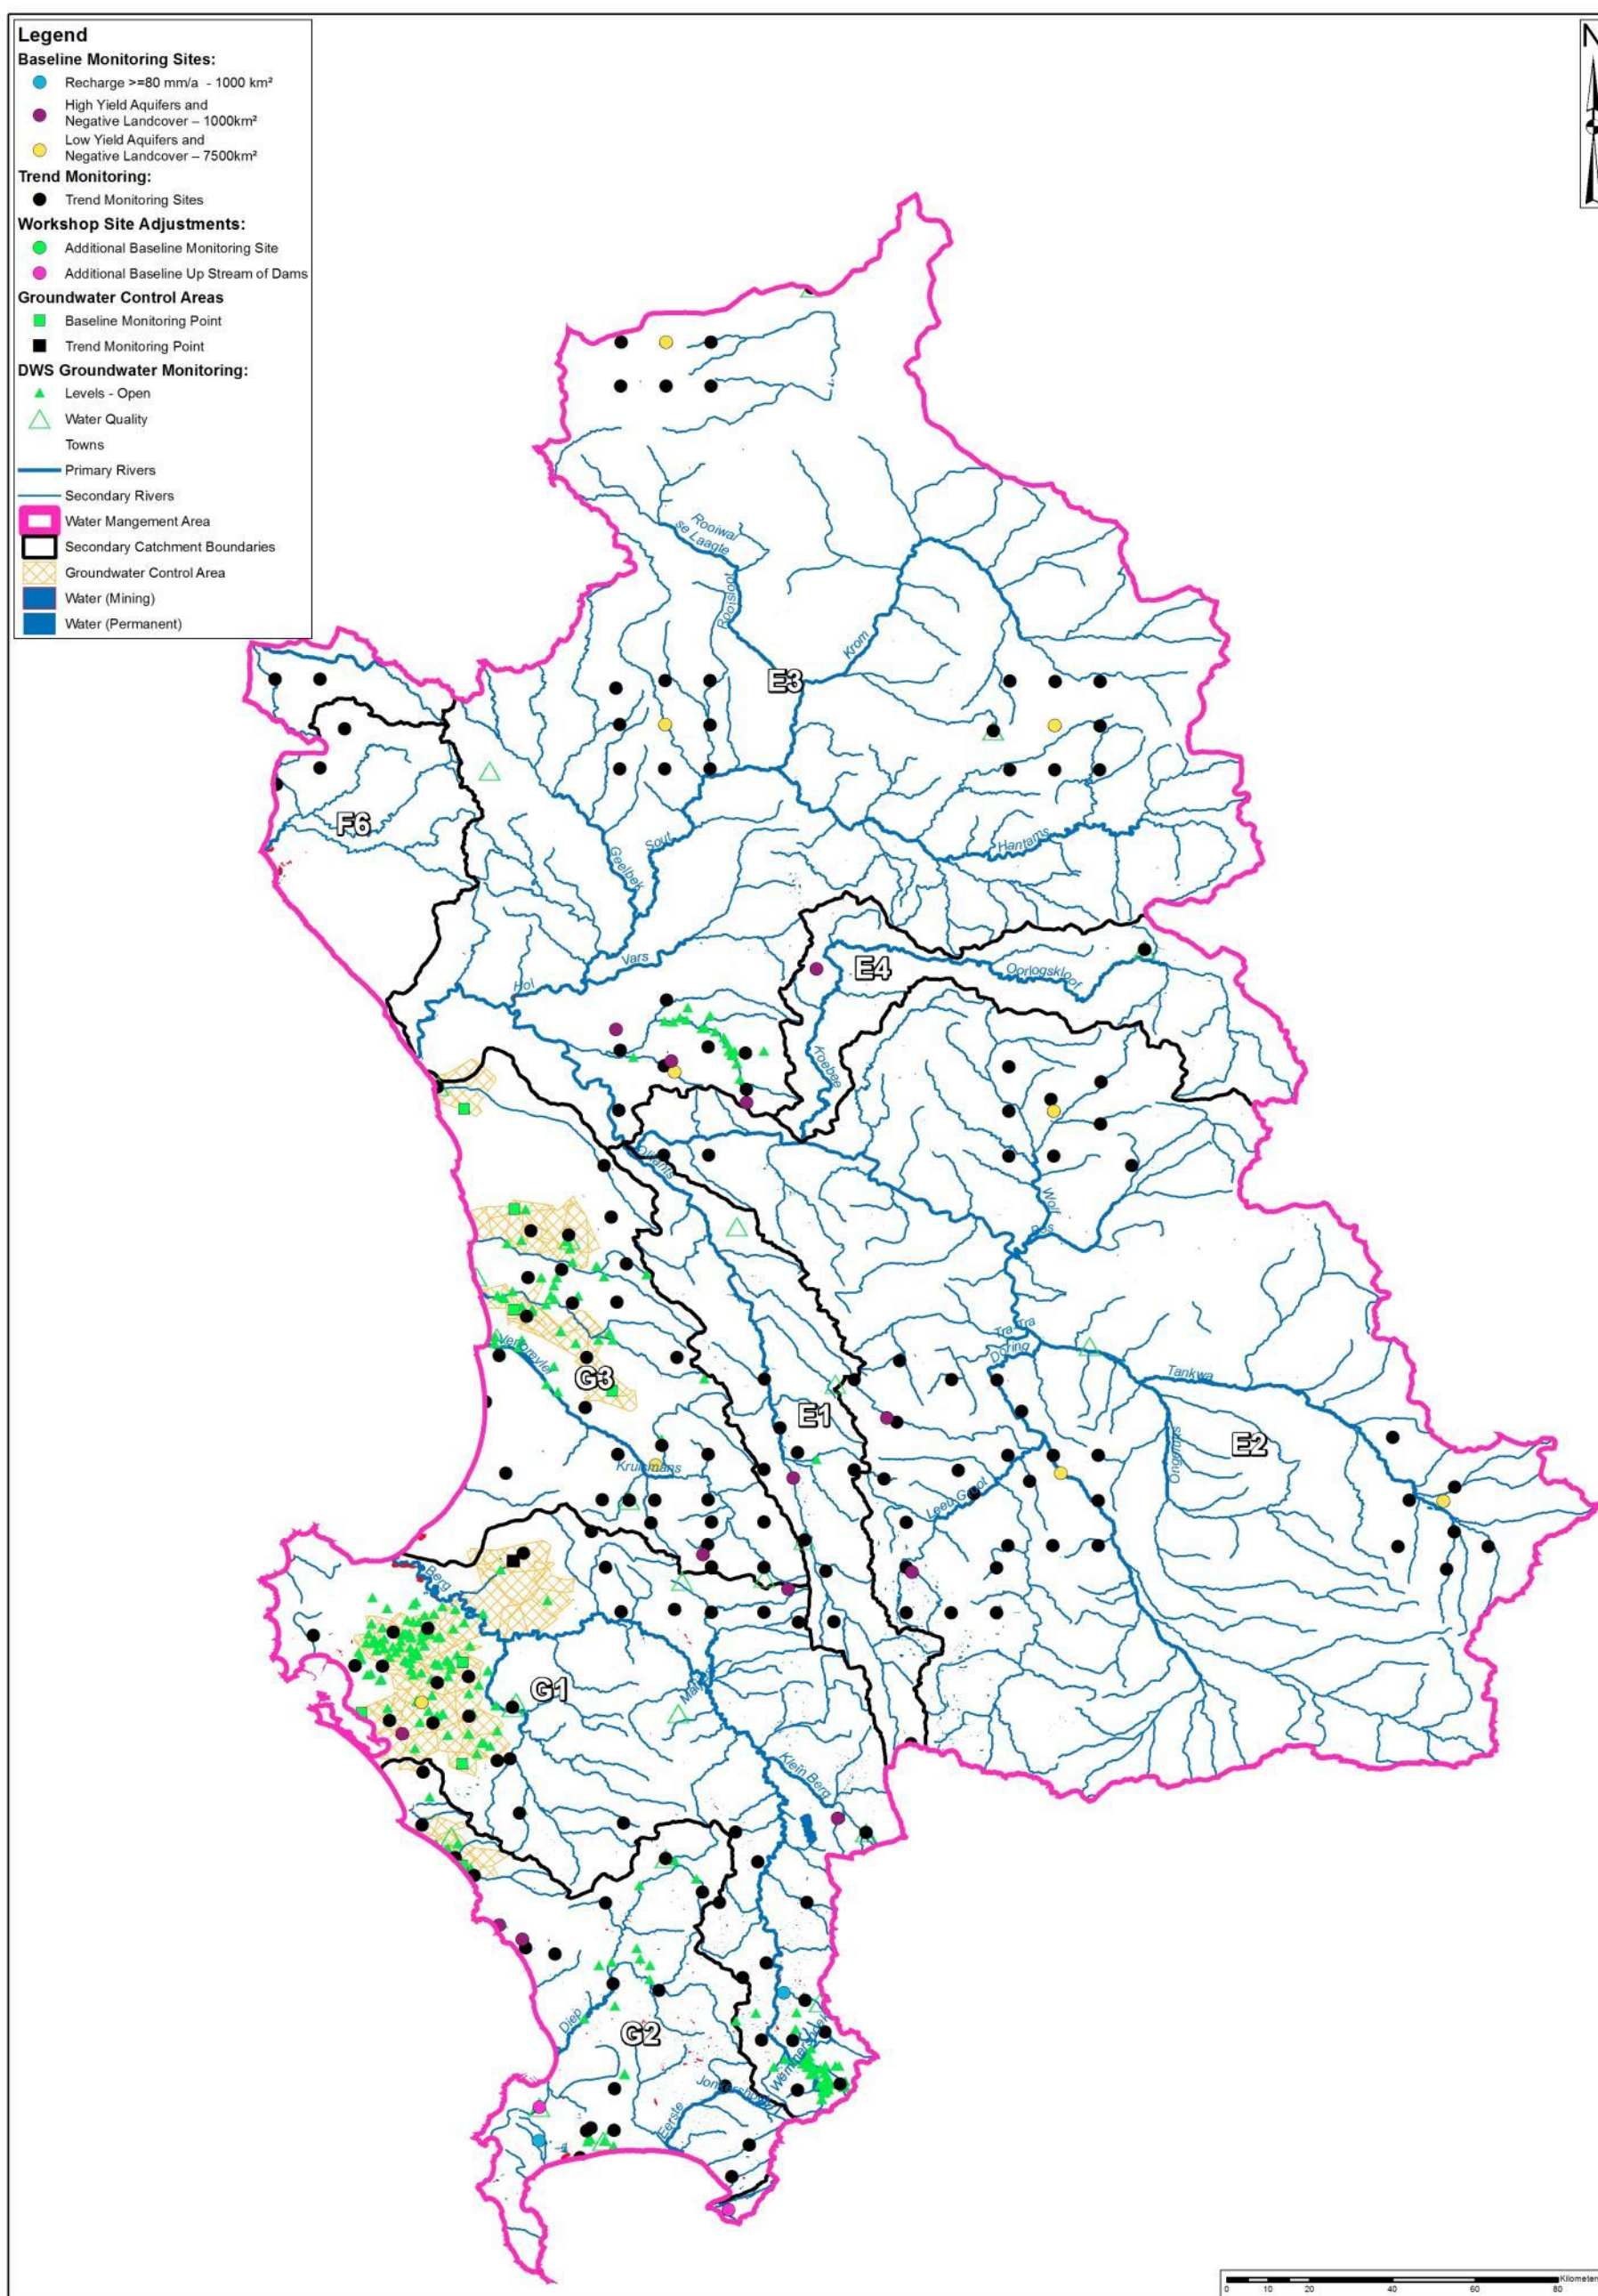 N
Legend
Baseline Monitoring Sites:
Recharge >=80 mm/a - 1000 km²
High Yield Aquifers and
Negative Landcover – 1000km²
Low Yield Aquifers and
Negative Landcover – 7500km²
Trend Monitoring:
Trend Monitoring Sites
Workshop Site Adjustments:
Additional Baseline Monitoring Site
Additional Baseline Up Stream of Dams
Groundwater Control Areas
Baseline Monitoring Point
Trend Monitoring Point
DWS Groundwater Monitoring:
Levels - Open
Water Quality
Towns
Primary Rivers
Secondary Rivers
Water Mangement Area
Secondary Catchment Boundaries
Groundwater Control Area
Water (Mining)
Water (Permanent)
Rooiwal
se Laagte
Rooisloot
Krom
E3
F6
Sout
Geelbek
Hantams
Vars
E4
Oorlogskloof
Hol
Kroebee
Olifants
Wolf
Bos
Tra Tra
Doring
Verlorevlei
G3
Tankwa
E1
E2
Ongeluks
Kruismans
Leeu Groot
Berg
G1
Klein Berg
Diep
G2
Eerste
Kilometers
0 10 20 40 60 80